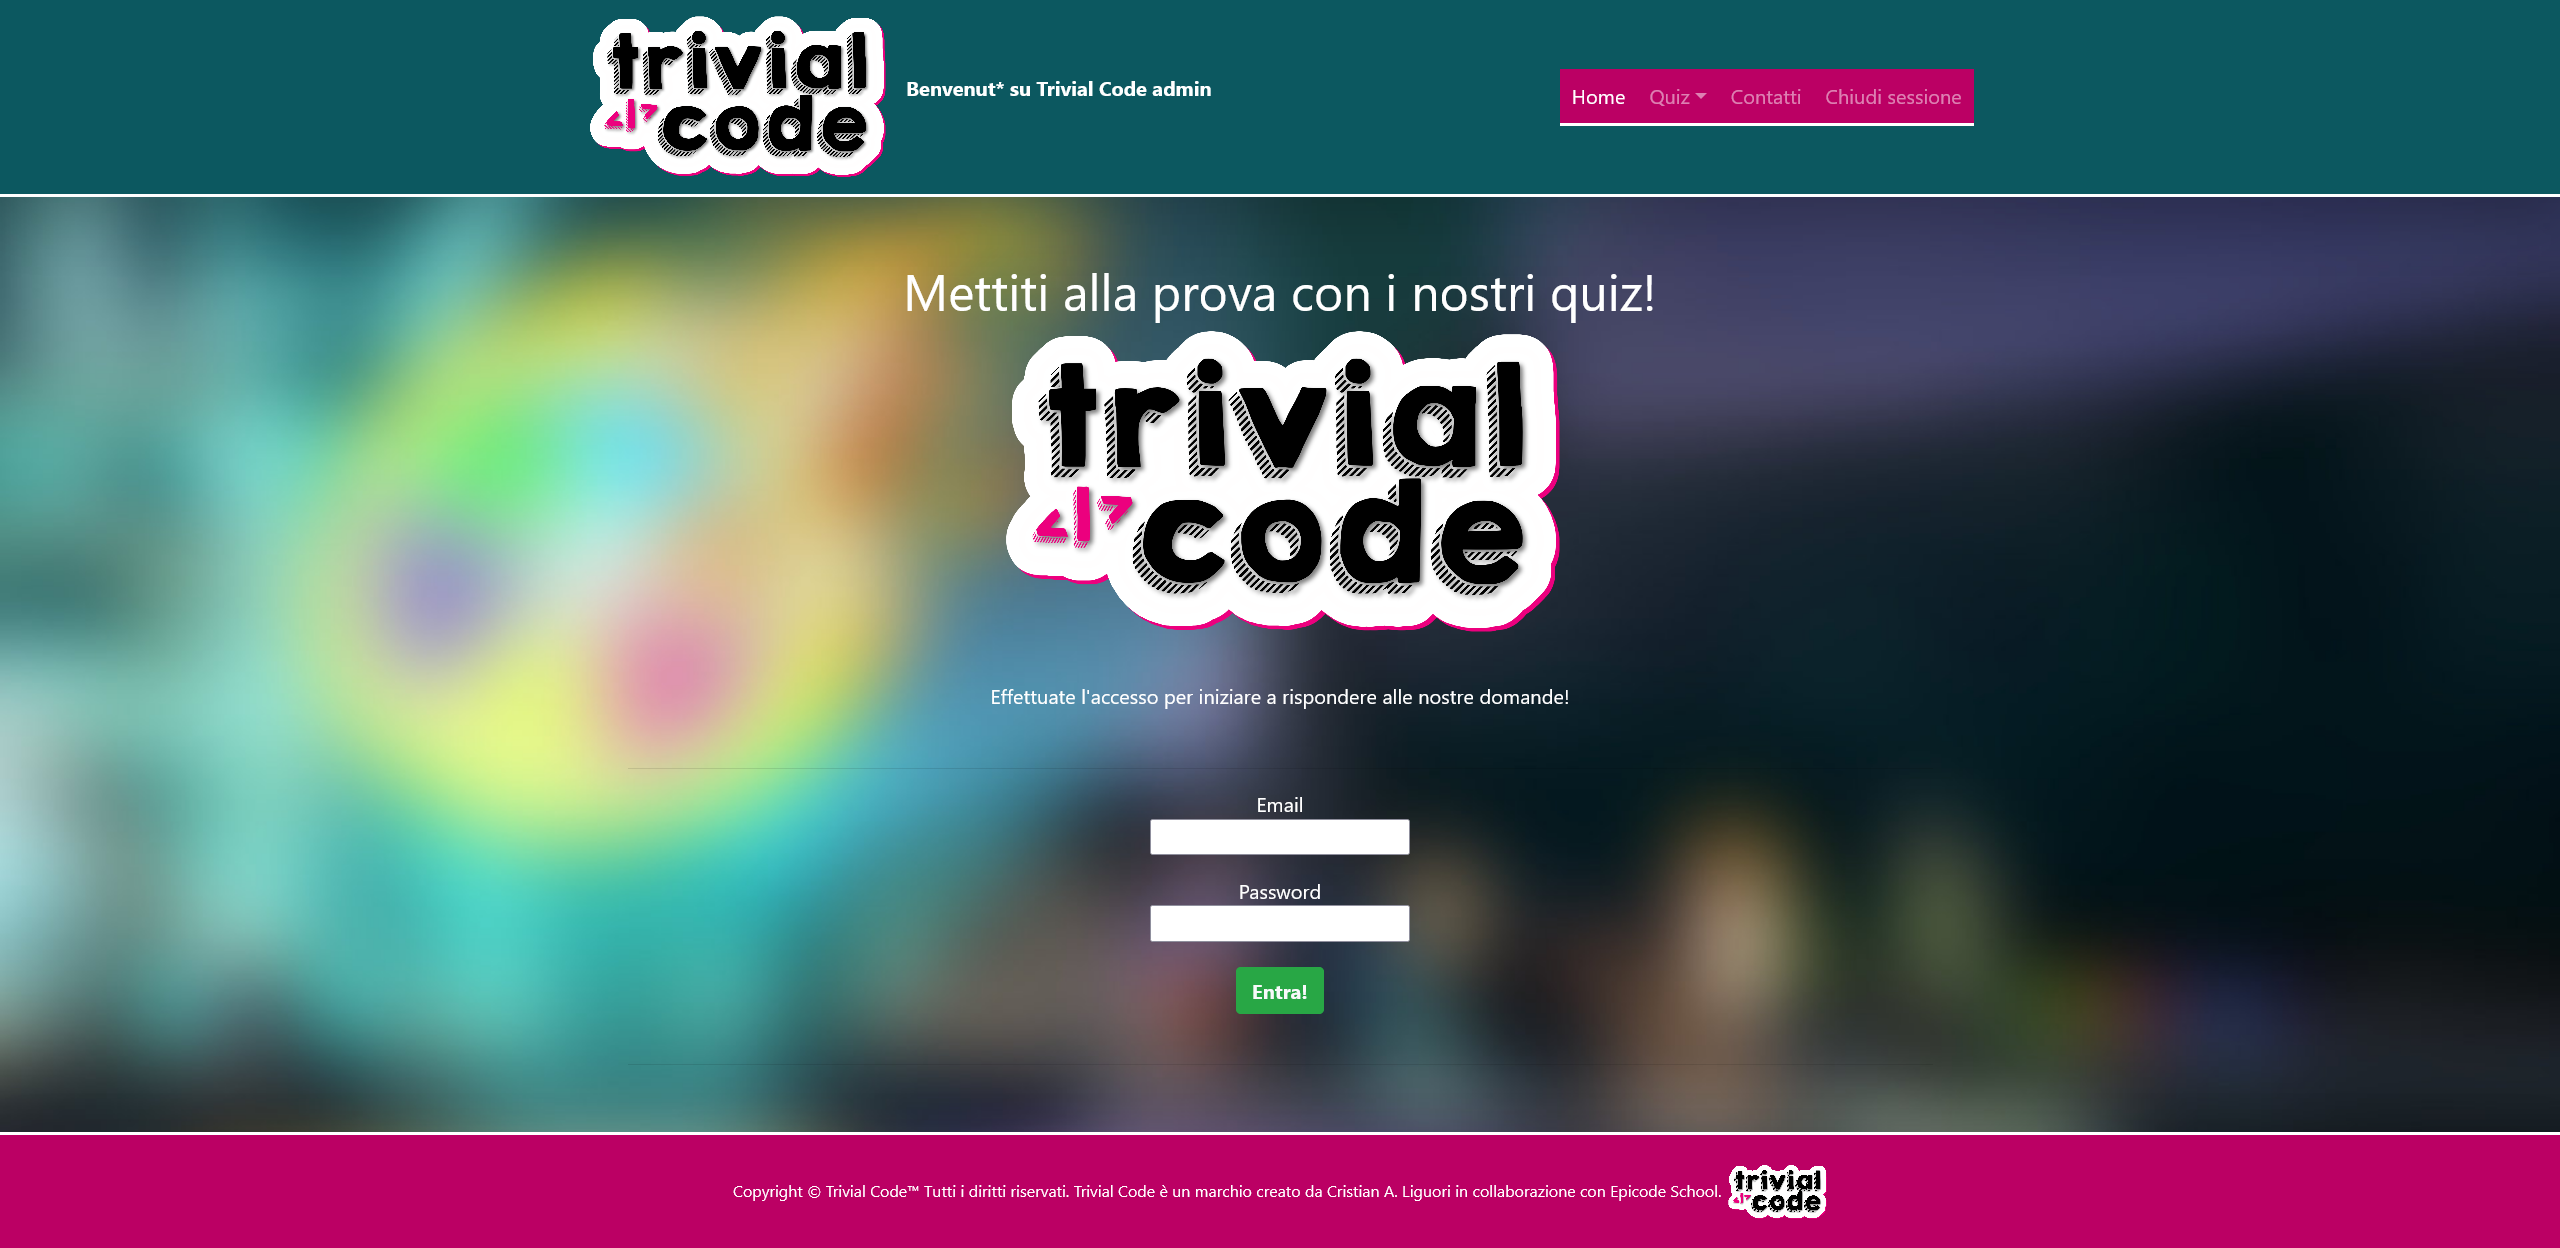 trivial
</> code
Benvenut* su Trivial Code admin
Home Quiz Contatti Chiudi sessione
Mettiti alla prova con i nostri quiz!
trivial
</> code
Effettuate l'accesso per iniziare a rispondere alle nostre domande!
Email
Password
Entra!
Copyright © Trivial Code™ Tutti i diritti riservati. Trivial Code è un marchio creato da Cristian A. Liguori in collaborazione con Epicode School.
trivial
</> code